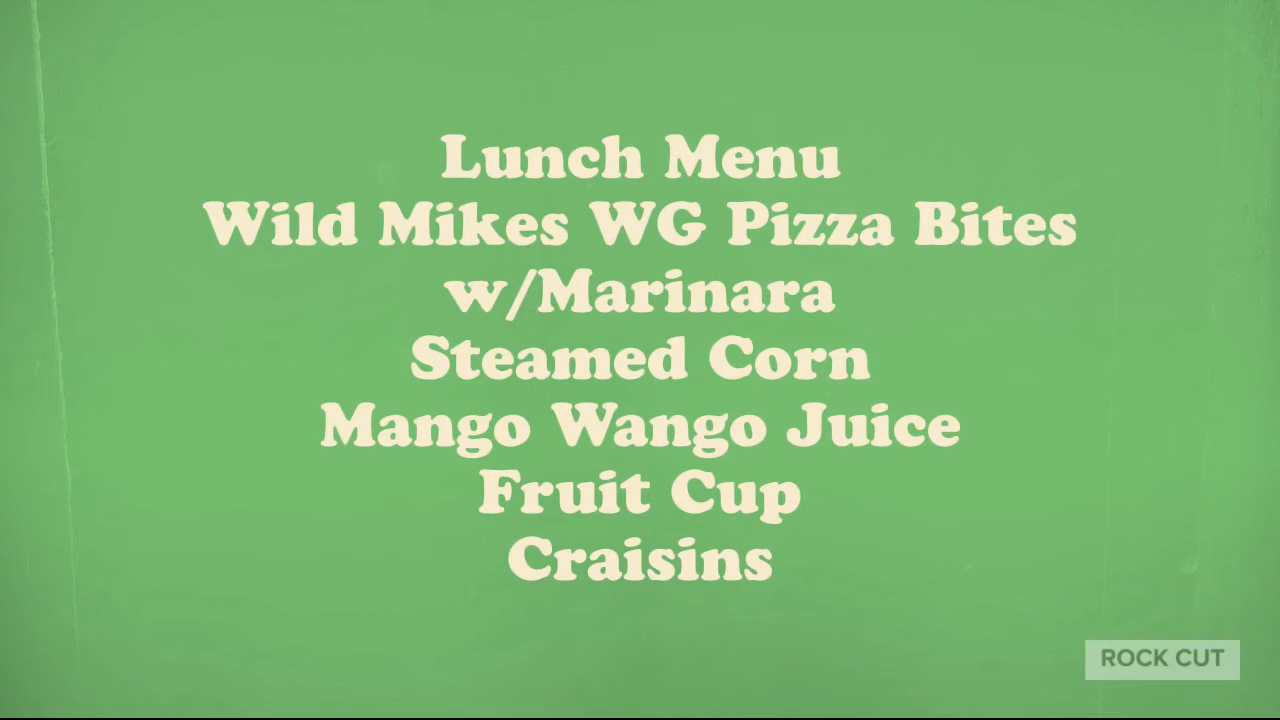 Lunch Menu
Wild Mikes WG Pizza Bites
w/Marinara
Steamed Corn
Mango Wango Juice
Fruit Cup
Craisins
ROCK CUT